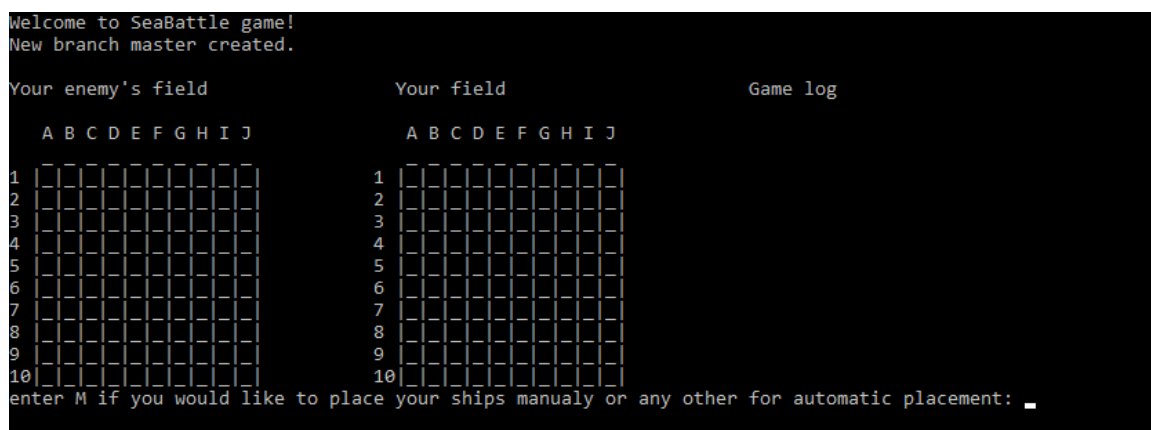 Welcome to SeaBattle game!
New branch master created.
Your enemy's field Your field Game log
A B C D E F G H I J A B C D E F G H I J
_ _ _ _ _ _ _ _ _ _ _ _ _ _ _ _ _ _ _ _
1 |_|_|_|_|_|_|_|_|_|_| 1 |_|_|_|_|_|_|_|_|_|_|
2 |_|_|_|_|_|_|_|_|_|_| 2 |_|_|_|_|_|_|_|_|_|_|
3 |_|_|_|_|_|_|_|_|_|_| 3 |_|_|_|_|_|_|_|_|_|_|
4 |_|_|_|_|_|_|_|_|_|_| 4 |_|_|_|_|_|_|_|_|_|_|
5 |_|_|_|_|_|_|_|_|_|_| 5 |_|_|_|_|_|_|_|_|_|_|
6 |_|_|_|_|_|_|_|_|_|_| 6 |_|_|_|_|_|_|_|_|_|_|
7 |_|_|_|_|_|_|_|_|_|_| 7 |_|_|_|_|_|_|_|_|_|_|
8 |_|_|_|_|_|_|_|_|_|_| 8 |_|_|_|_|_|_|_|_|_|_|
9 |_|_|_|_|_|_|_|_|_|_| 9 |_|_|_|_|_|_|_|_|_|_|
10|_|_|_|_|_|_|_|_|_|_| 10|_|_|_|_|_|_|_|_|_|_|
enter M if you would like to place your ships manualy or any other for automatic placement: _